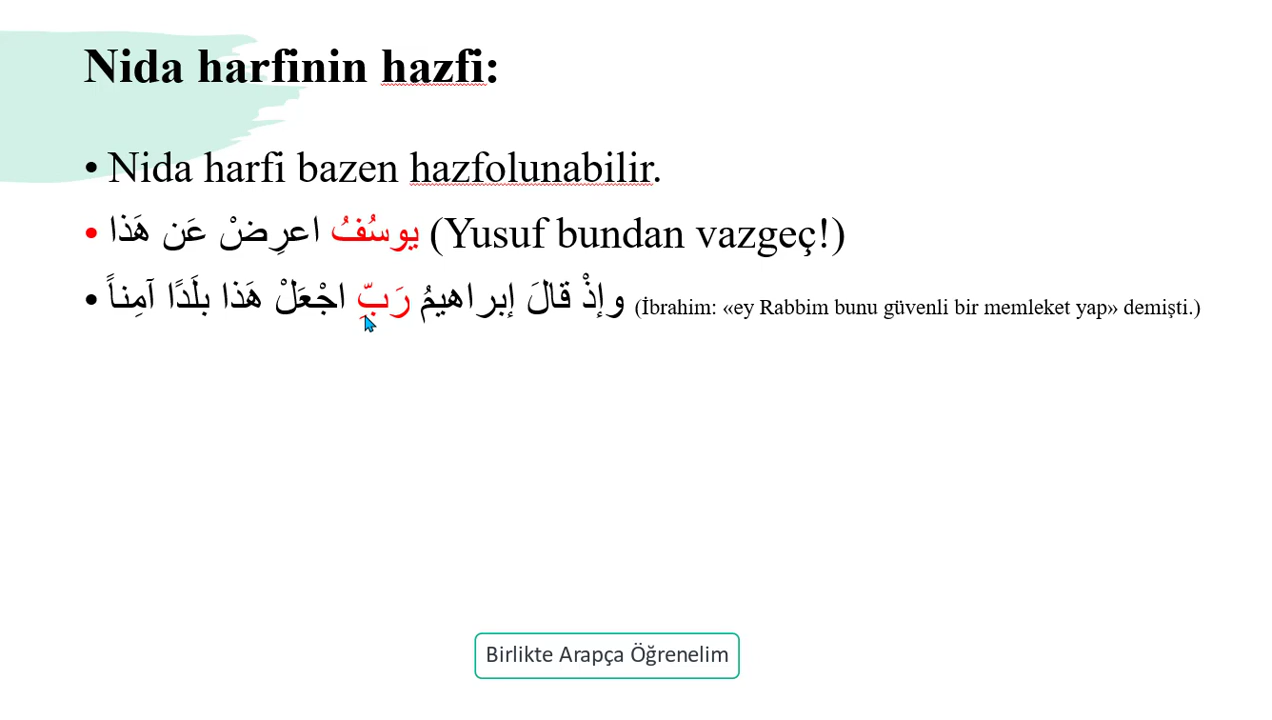 Nida harfinin hazfi:
• Nida harfi bazen hazfolunabilir.
• يوسُفُ اعرِضْ عَن هَذا (Yusuf bundan vazgeç!)
• وإذْ قالَ إبراهيمُ رَبِّ اجْعَلْ هَذا بلَدًا آمِناً (İbrahim: «ey Rabbim bunu güvenli bir memleket yap» demişti.)
Birlikte Arapça Öğrenelim